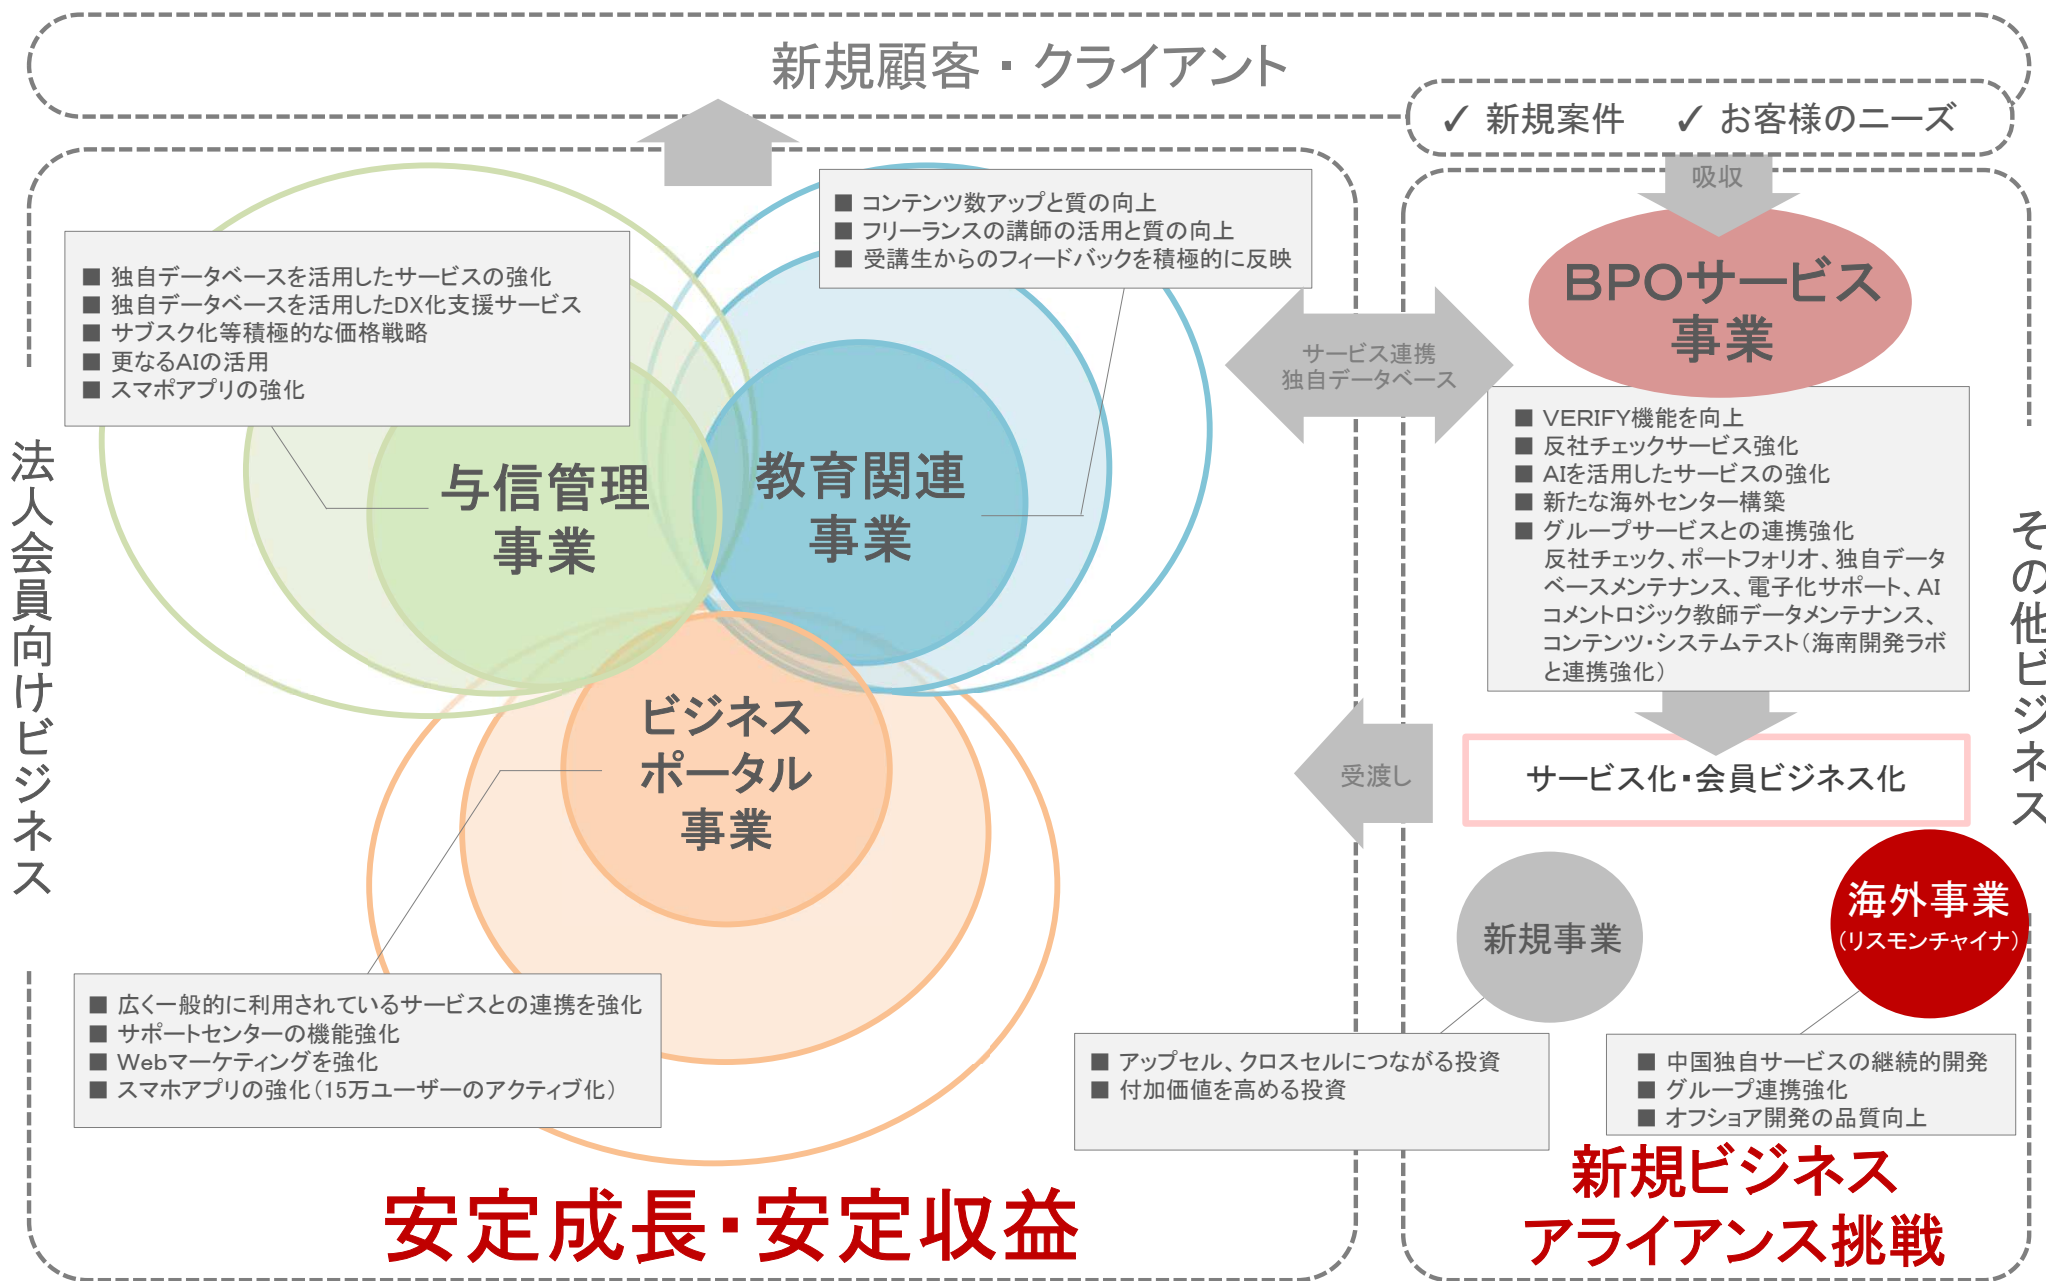 新規顧客・クライアント
✓ 新規案件 ✓ お客様のニーズ
吸収
法人会員向けビジネス
■ 独自データベースを活用したサービスの強化
■ 独自データベースを活用したDX化支援サービス
■ サブスク化等積極的な価格戦略
■ 更なるAIの活用
■ スマポアプリの強化
■ コンテンツ数アップと質の向上
■ フリーランスの講師の活用と質の向上
■ 受講生からのフィードバックを積極的に反映
与信管理
事業
教育関連
事業
ビジネス
ポータル
事業
■ 広く一般的に利用されているサービスとの連携を強化
■ サポートセンターの機能強化
■ Webマーケティングを強化
■ スマホアプリの強化(15万ユーザーのアクティブ化)
安定成長・安定収益
サービス連携
独自データベース
受渡し
BPOサービス
事業
■ VERIFY機能を向上
■ 反社チェックサービス強化
■ AIを活用したサービスの強化
■ 新たな海外センター構築
■ グループサービスとの連携強化
反社チェック、ポートフォリオ、独自データ
ベースメンテナンス、電子化サポート、AI
コメントロジック教師データメンテナンス、
コンテンツ・システムテスト(海南開発ラボ
と連携強化)
サービス化・会員ビジネス化
その他ビジネス
新規事業
海外事業
(リスモンチャイナ)
■ アップセル、クロスセルにつながる投資
■ 付加価値を高める投資
■ 中国独自サービスの継続的開発
■ グループ連携強化
■ オフショア開発の品質向上
新規ビジネス
アライアンス挑戦